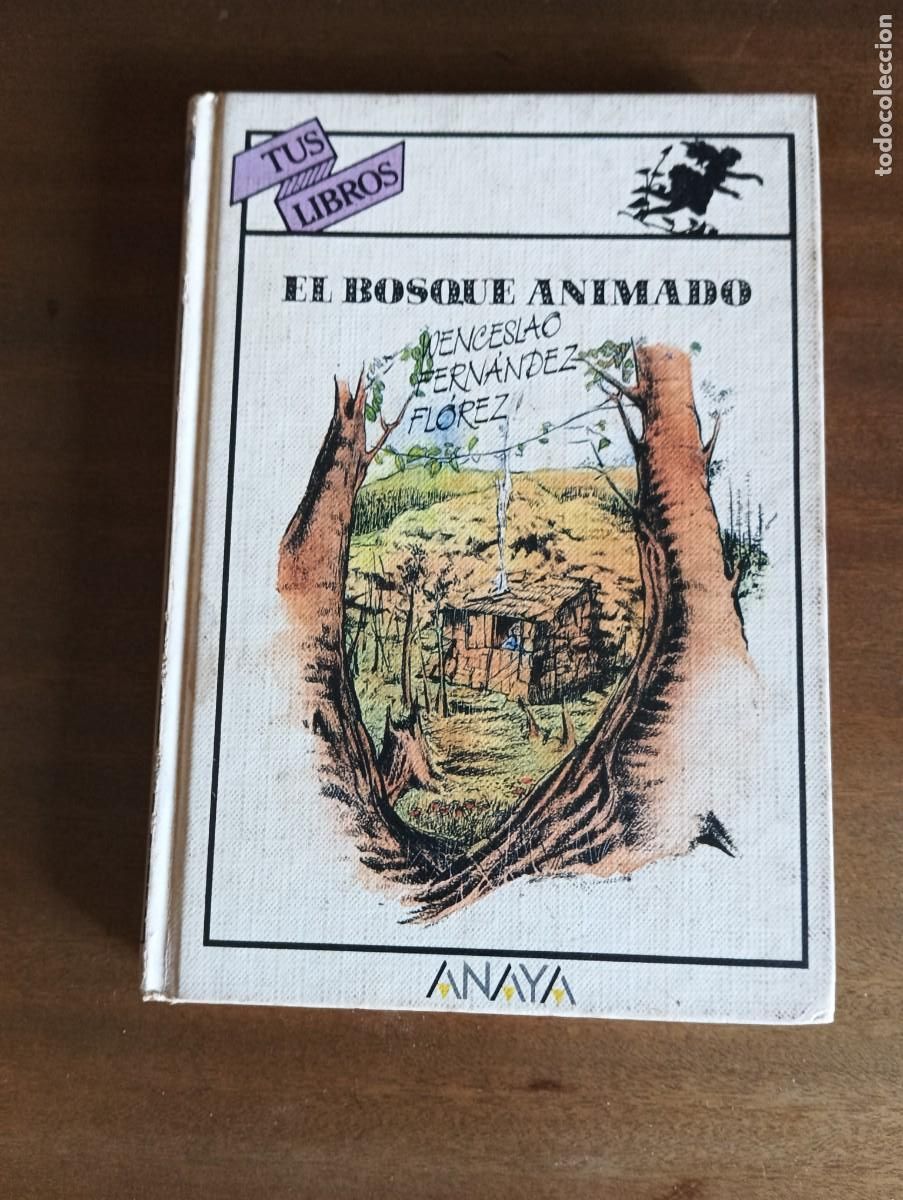 TUS
LIBROS
EL BOSQUE ANIMADO
WENCESLAO
FERNÁNDEZ
FLÓREZ
ANAYA
todocoleccion